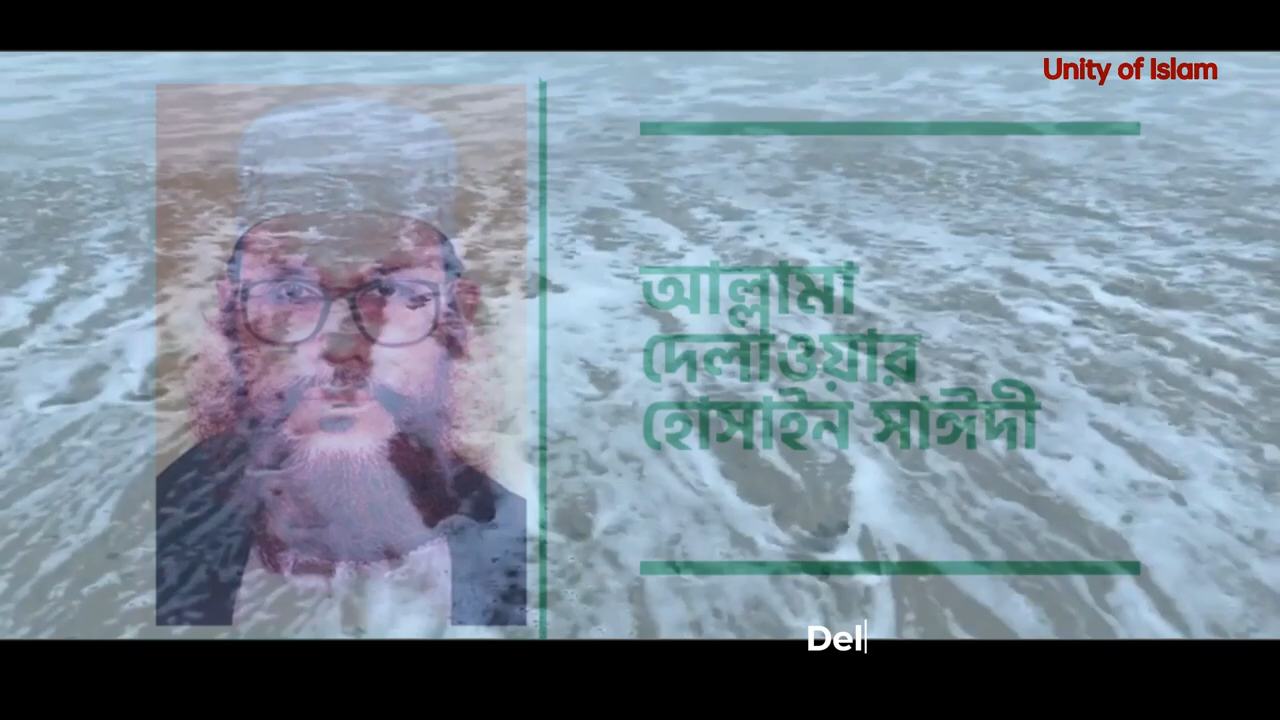 Unity of Islam
আল্লামা
দেলাওয়ার
হোসাইন সাঈদী
Del